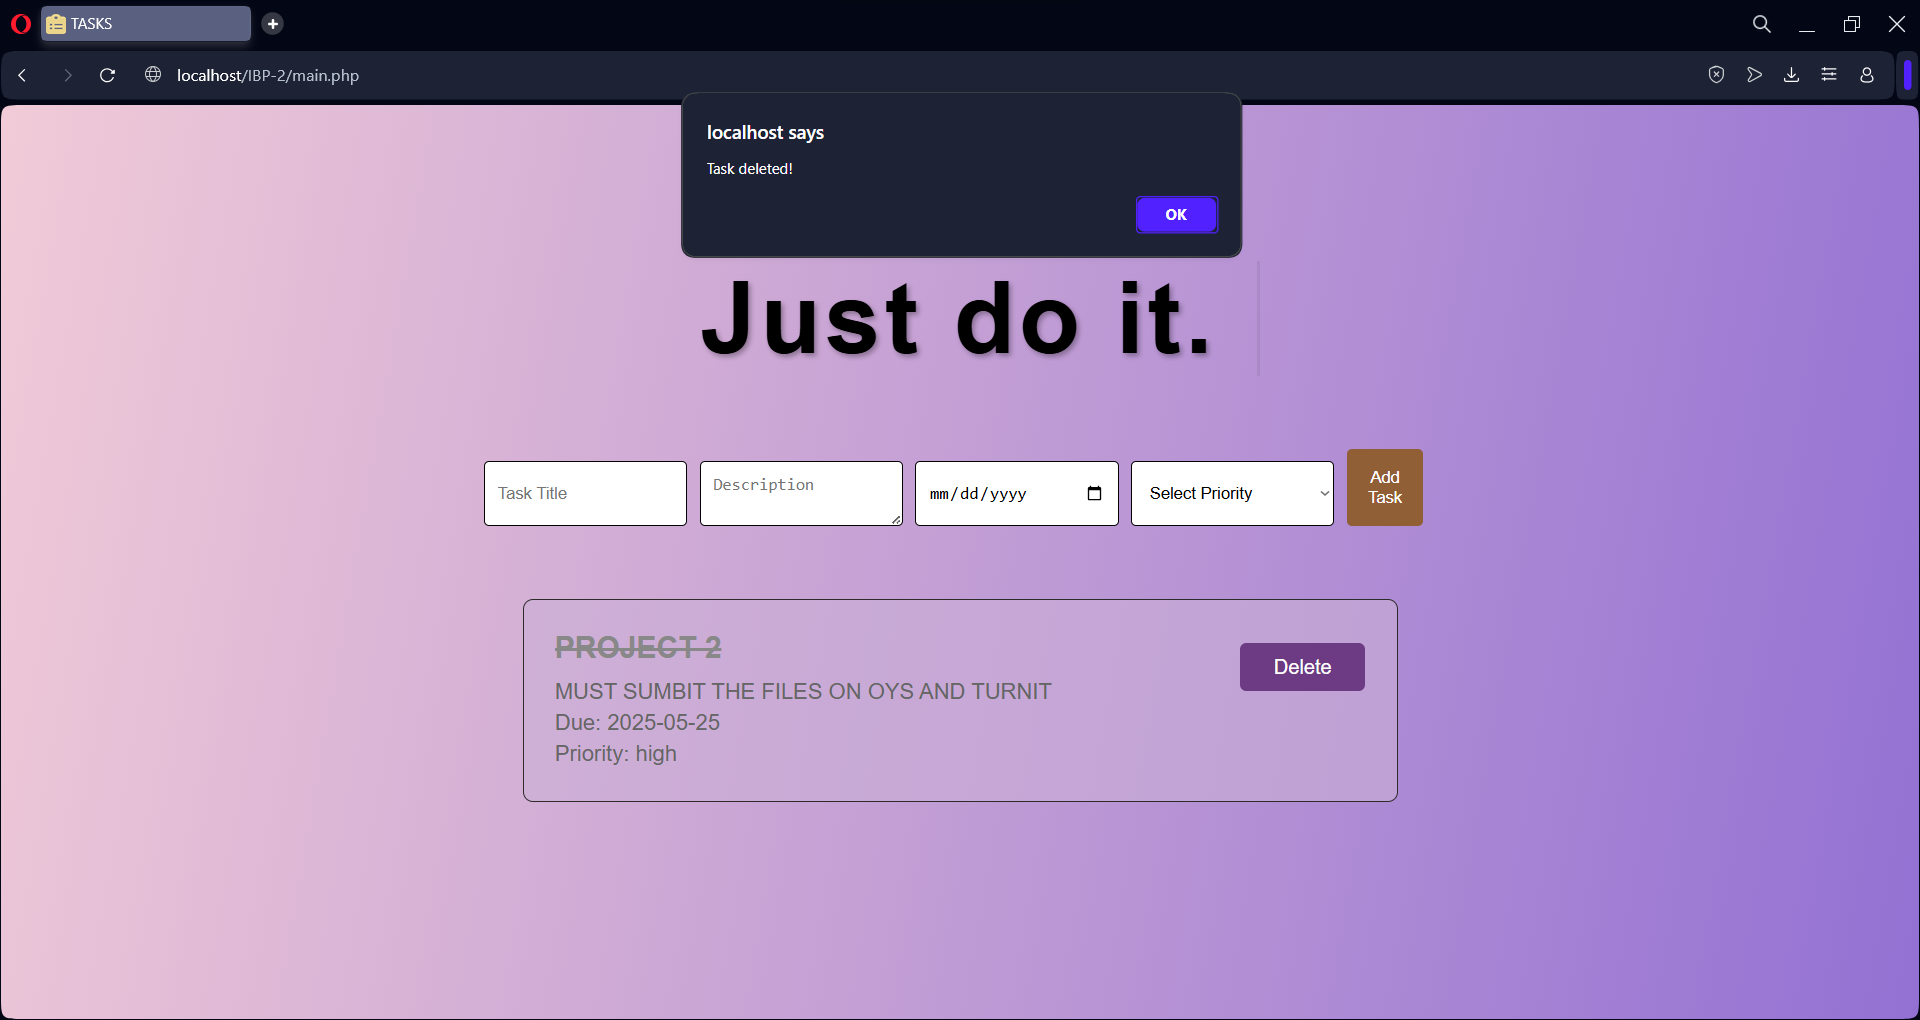 TASKS
localhost/IBP-2/main.php
localhost says
Task deleted!
OK
Just do it.
Task Title
Description
mm/dd/yyyy
Select Priority
Add
Task
PROJECT 2
Delete
MUST SUMBIT THE FILES ON OYS AND TURNIT
Due: 2025-05-25
Priority: high